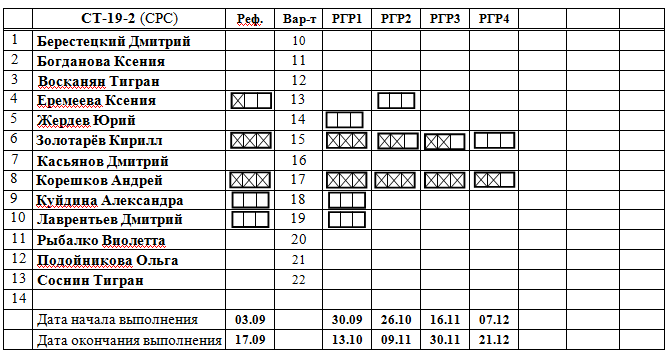 СТ-19-2 (СРС) Реф. Вар-т РГР1 РГР2 РГР3 РГР4
1 Берестецкий Дмитрий 10
2 Богданова Ксения 11
3 Восканян Тигран 12
4 Еремеева Ксения 13
5 Жердев Юрий 14
6 Золотарёв Кирилл 15
7 Касьянов Дмитрий 16
8 Корешков Андрей 17
9 Куйдина Александра 18
10 Лаврентьев Дмитрий 19
11 Рыбалко Виолетта 20
12 Подойникова Ольга 21
13 Соснин Тигран 22
14
Дата начала выполнения 03.09 30.09 26.10 16.11 07.12
Дата окончания выполнения 17.09 13.10 09.11 30.11 21.12